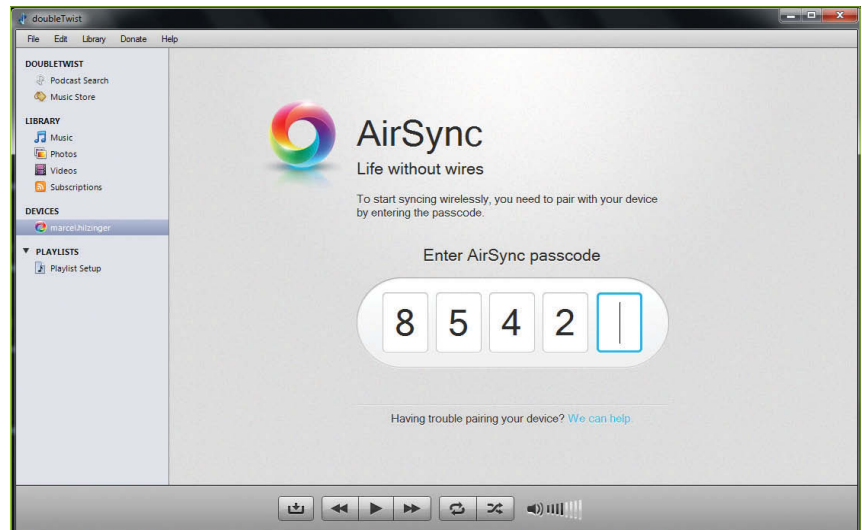 doubleTwist
File Edit Library Donate Help
DOUBLETWIST
Podcast Search
Music Store
LIBRARY
Music
Photos
Videos
Subscriptions
DEVICES
marcel.hilzinger
PLAYLISTS
Playlist Setup
AirSync
Life without wires
To start syncing wirelessly, you need to pair with your device
by entering the passcode.
Enter AirSync passcode
8 5 4 2
Having trouble pairing your device? We can help.